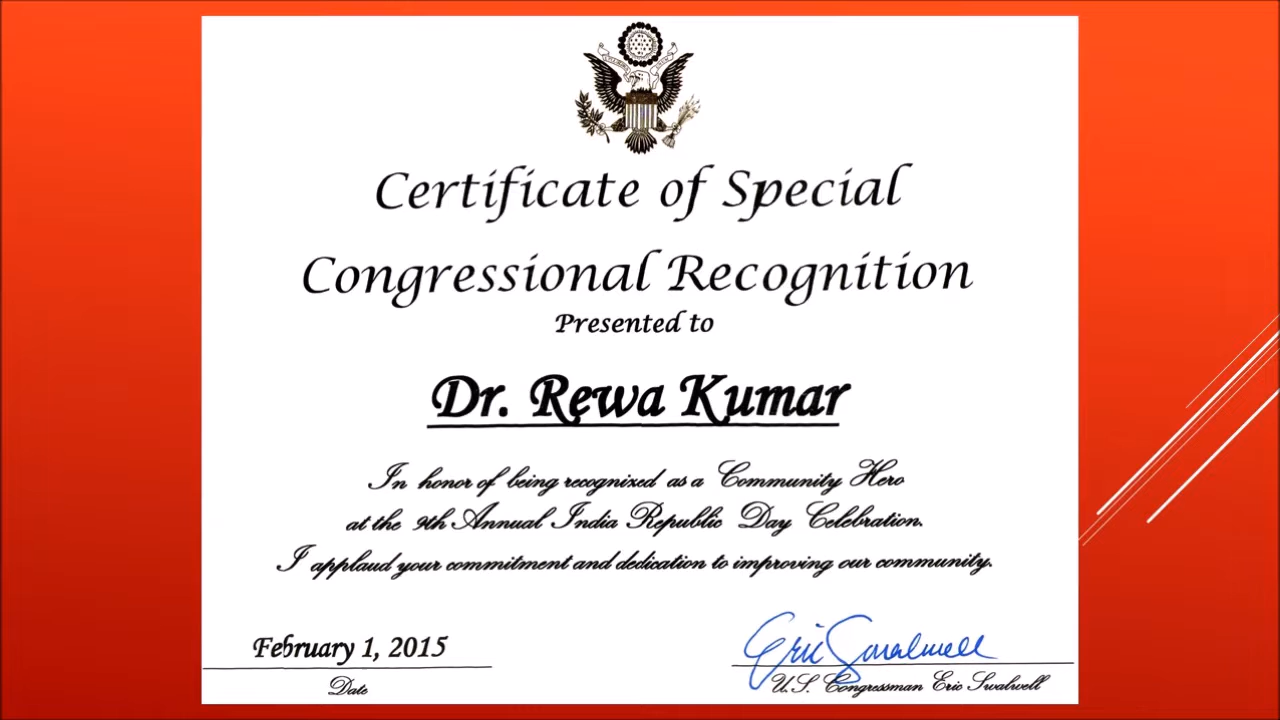 Certificate of Special
Congressional Recognition
Presented to
Dr. Rewa Kumar
In honor of being recognized as a Community Hero
at the 9th Annual India Republic Day Celebration.
I applaud your commitment and dedication to improving our community.
February 1, 2015
Eric Swalwell
Date
U.S. Congressman Eric Swalwell